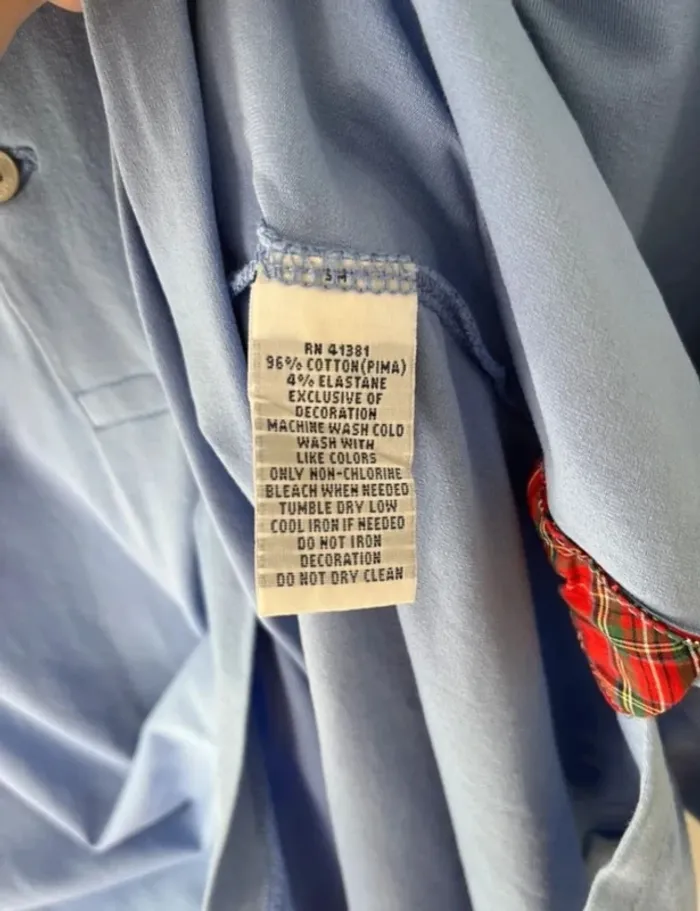 RN 41381
96% COTTON(PIMA)
4% ELASTANE
EXCLUSIVE OF
DECORATION
MACHINE WASH COLD
WASH WITH
LIKE COLORS
ONLY NON-CHLORINE
BLEACH WHEN NEEDED
TUMBLE DRY LOW
COOL IRON IF NEEDED
DO NOT IRON
DECORATION
DO NOT DRY CLEAN